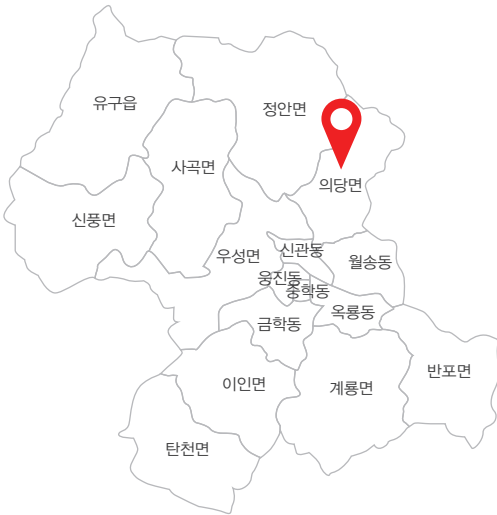 유구읍
정안면
사곡면
의당면
신풍면
우성면
신관동
월송동
웅진동
중학동
옥룡동
금학동
반포면
이인면
계룡면
탄천면